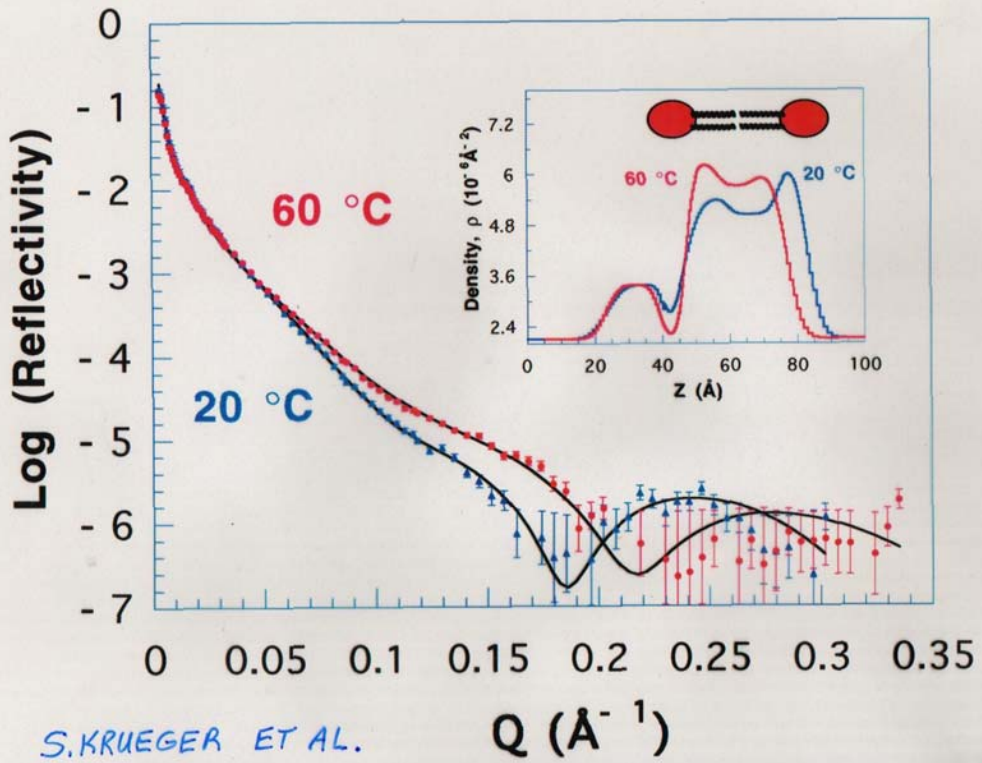 Log (Reflectivity)
0
- 1
- 2
- 3
- 4
- 5
- 6
- 7
0 0.05 0.1 0.15 0.2 0.25 0.3 0.35
Q (Å⁻¹)
60 °C
20 °C
Density, ρ (10⁻⁶Å⁻²)
7.2
6
4.8
3.6
2.4
0 20 40 60 80 100
Z (Å)
60 °C
20 °C
S.KRUEGER ET AL.